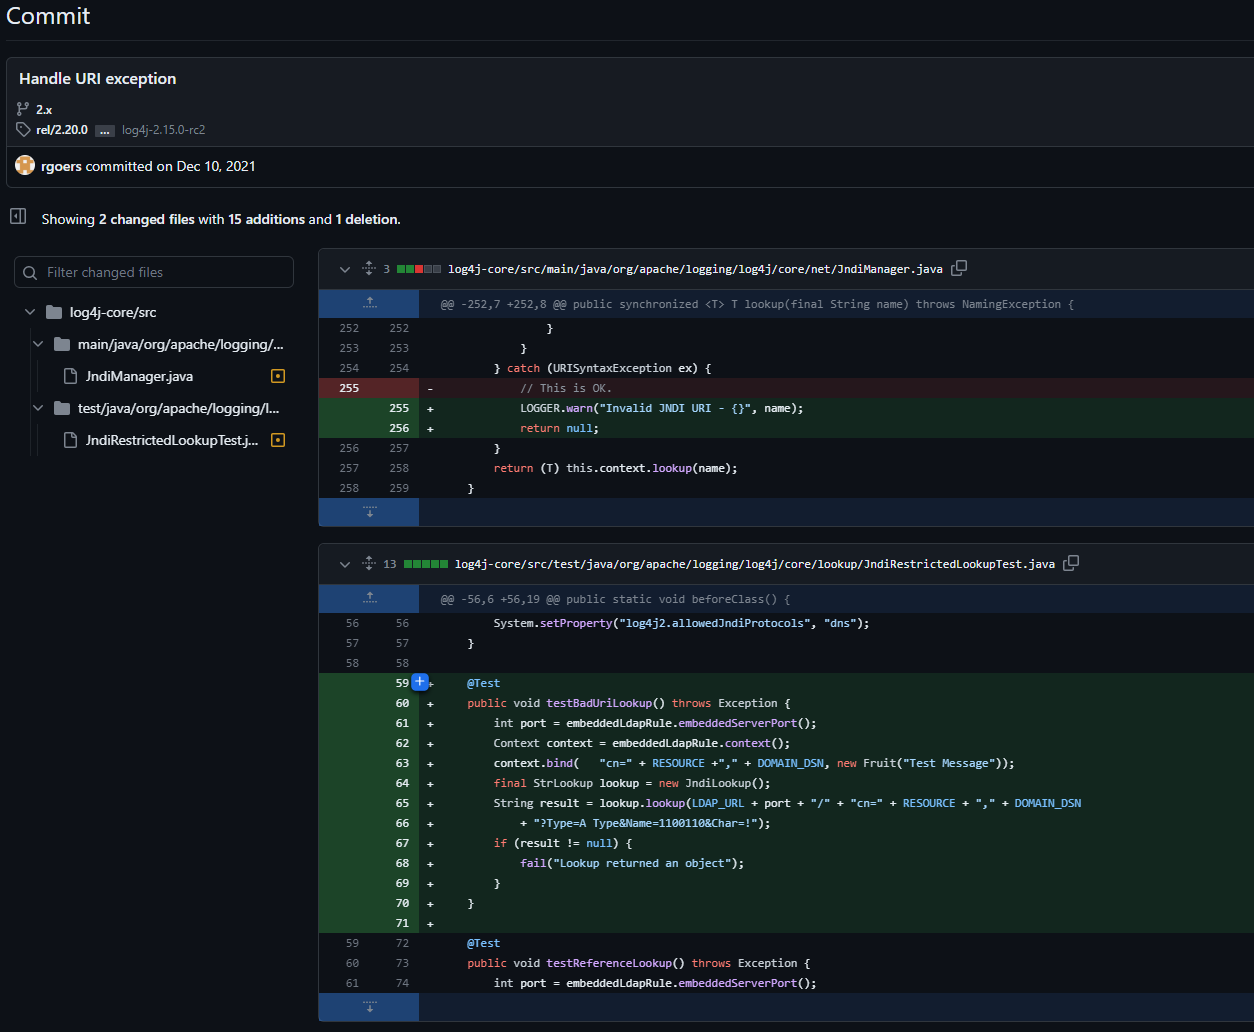 Commit
Handle URI exception
2.x
rel/2.20.0 ... log4j-2.15.0-rc2
rgoers committed on Dec 10, 2021
Showing 2 changed files with 15 additions and 1 deletion.
Filter changed files
log4j-core/src
main/java/org/apache/logging/...
JndiManager.java
test/java/org/apache/logging/l...
JndiRestrictedLookupTest.j...
3 log4j-core/src/main/java/org/apache/logging/log4j/core/net/JndiManager.java
@@ -252,7 +252,8 @@ public synchronized <T> T lookup(final String name) throws NamingException {
252 252 }
253 253 }
254 254 } catch (URISyntaxException ex) {
255 - // This is OK.
255 + LOGGER.warn("Invalid JNDI URI - {}", name);
256 + return null;
256 257 }
257 258 return (T) this.context.lookup(name);
258 259 }
13 log4j-core/src/test/java/org/apache/logging/log4j/core/lookup/JndiRestrictedLookupTest.java
@@ -56,6 +56,19 @@ public static void beforeClass() {
56 56 System.setProperty("log4j2.allowedJndiProtocols", "dns");
57 57 }
58 58
59 + @Test
60 + public void testBadUriLookup() throws Exception {
61 + int port = embeddedLdapRule.embeddedServerPort();
62 + Context context = embeddedLdapRule.context();
63 + context.bind(   "cn=" + RESOURCE +"," + DOMAIN_DSN, new Fruit("Test Message"));
64 + final StrLookup lookup = new JndiLookup();
65 + String result = lookup.lookup(LDAP_URL + port + "/" + "cn=" + RESOURCE + "," + DOMAIN_DSN
66 + + "?Type=A Type&Name=1100110&Char=!");
67 + if (result != null) {
68 + fail("Lookup returned an object");
69 + }
70 + }
71 +
59 72 @Test
60 73 public void testReferenceLookup() throws Exception {
61 74 int port = embeddedLdapRule.embeddedServerPort();